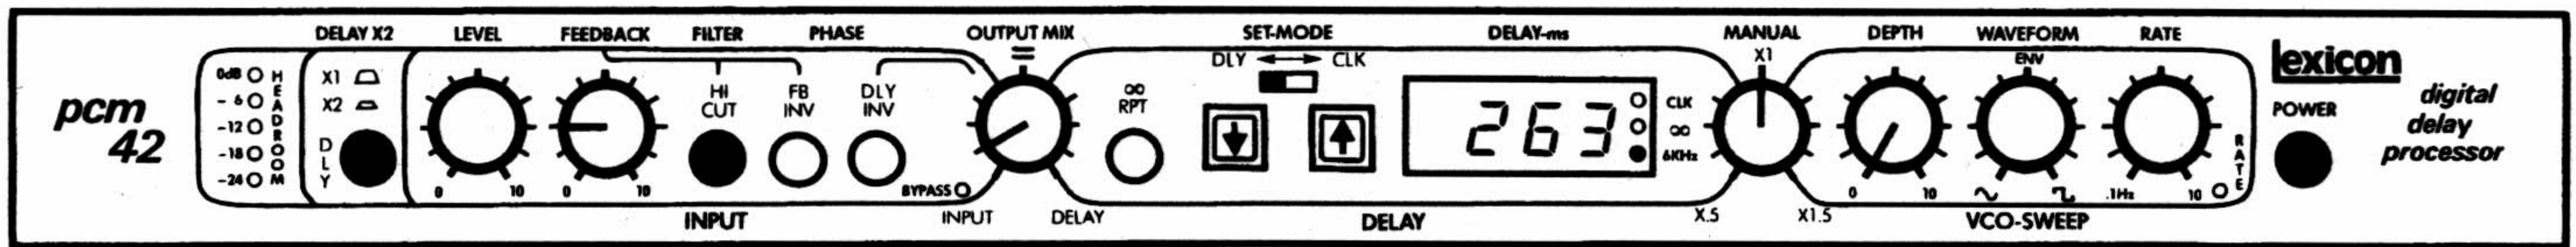 pcm
42
0dB
- 6
-12
-18
-24
HEADROOM
DELAY X2
X1
X2
DLY
LEVEL
0 10
FEEDBACK
0 10
FILTER
HI
CUT
PHASE
FB
INV
DLY
INV
BYPASS
INPUT
OUTPUT MIX
=
INPUT DELAY
∞
RPT
SET-MODE
DLY ←→ CLK
↓ ↑
DELAY-ms
263
CLK
∞
6KHz
DELAY
MANUAL
X1
X.5 X1.5
DEPTH
0 10
WAVEFORM
ENV
RATE
.1Hz 10
RATE
VCO-SWEEP
lexicon
POWER
digital
delay
processor